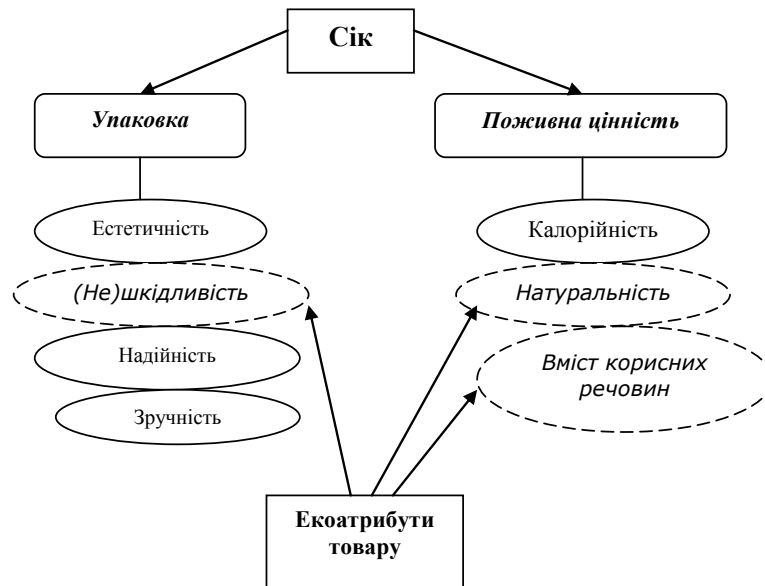 Сік
Упаковка
Поживна цінність
Естетичність
Калорійність
(Не)шкідливість
Натуральність
Надійність
Вміст корисних
речовин
Зручність
Екоатрибути
товару